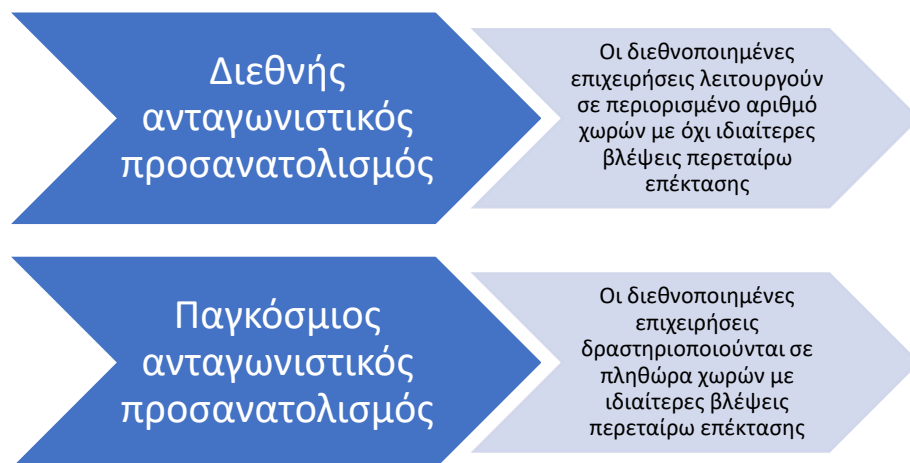 Διεθνής
ανταγωνιστικός
προσανατολισμός
Οι διεθνοποιημένες
επιχειρήσεις λειτουργούν
σε περιορισμένο αριθμό
χωρών με όχι ιδιαίτερες
βλέψεις περεταίρω
επέκτασης
Παγκόσμιος
ανταγωνιστικός
προσανατολισμός
Οι διεθνοποιημένες
επιχειρήσεις
δραστηριοποιούνται σε
πληθώρα χωρών με
ιδιαίτερες βλέψεις
περεταίρω επέκτασης